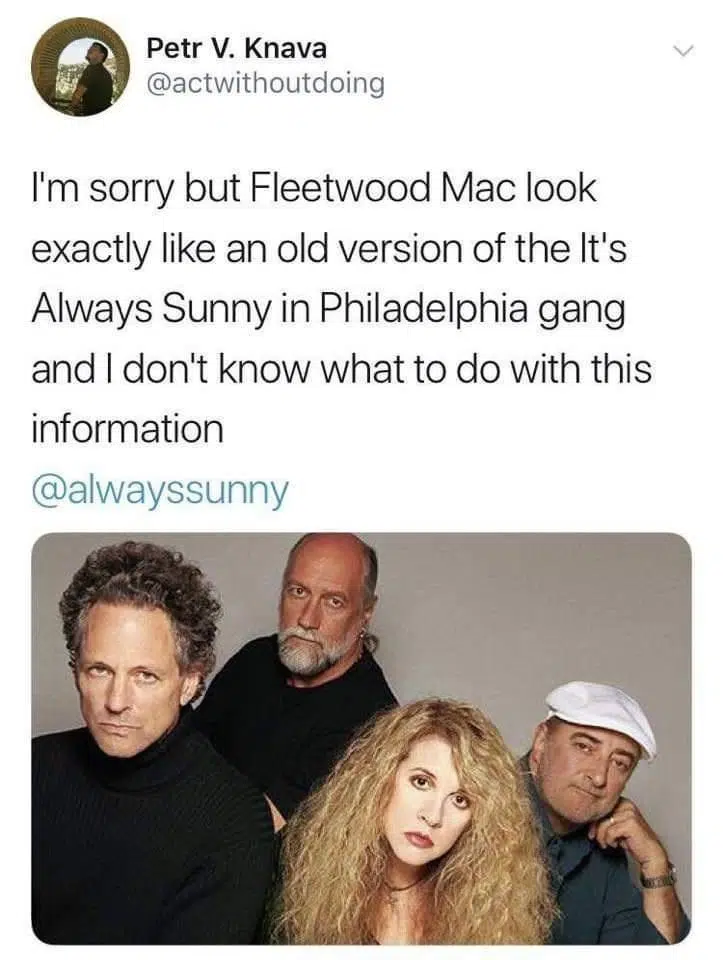 Petr V. Knava
@actwithoutdoing
I'm sorry but Fleetwood Mac look
exactly like an old version of the It's
Always Sunny in Philadelphia gang
and I don't know what to do with this
information
@alwayssunny